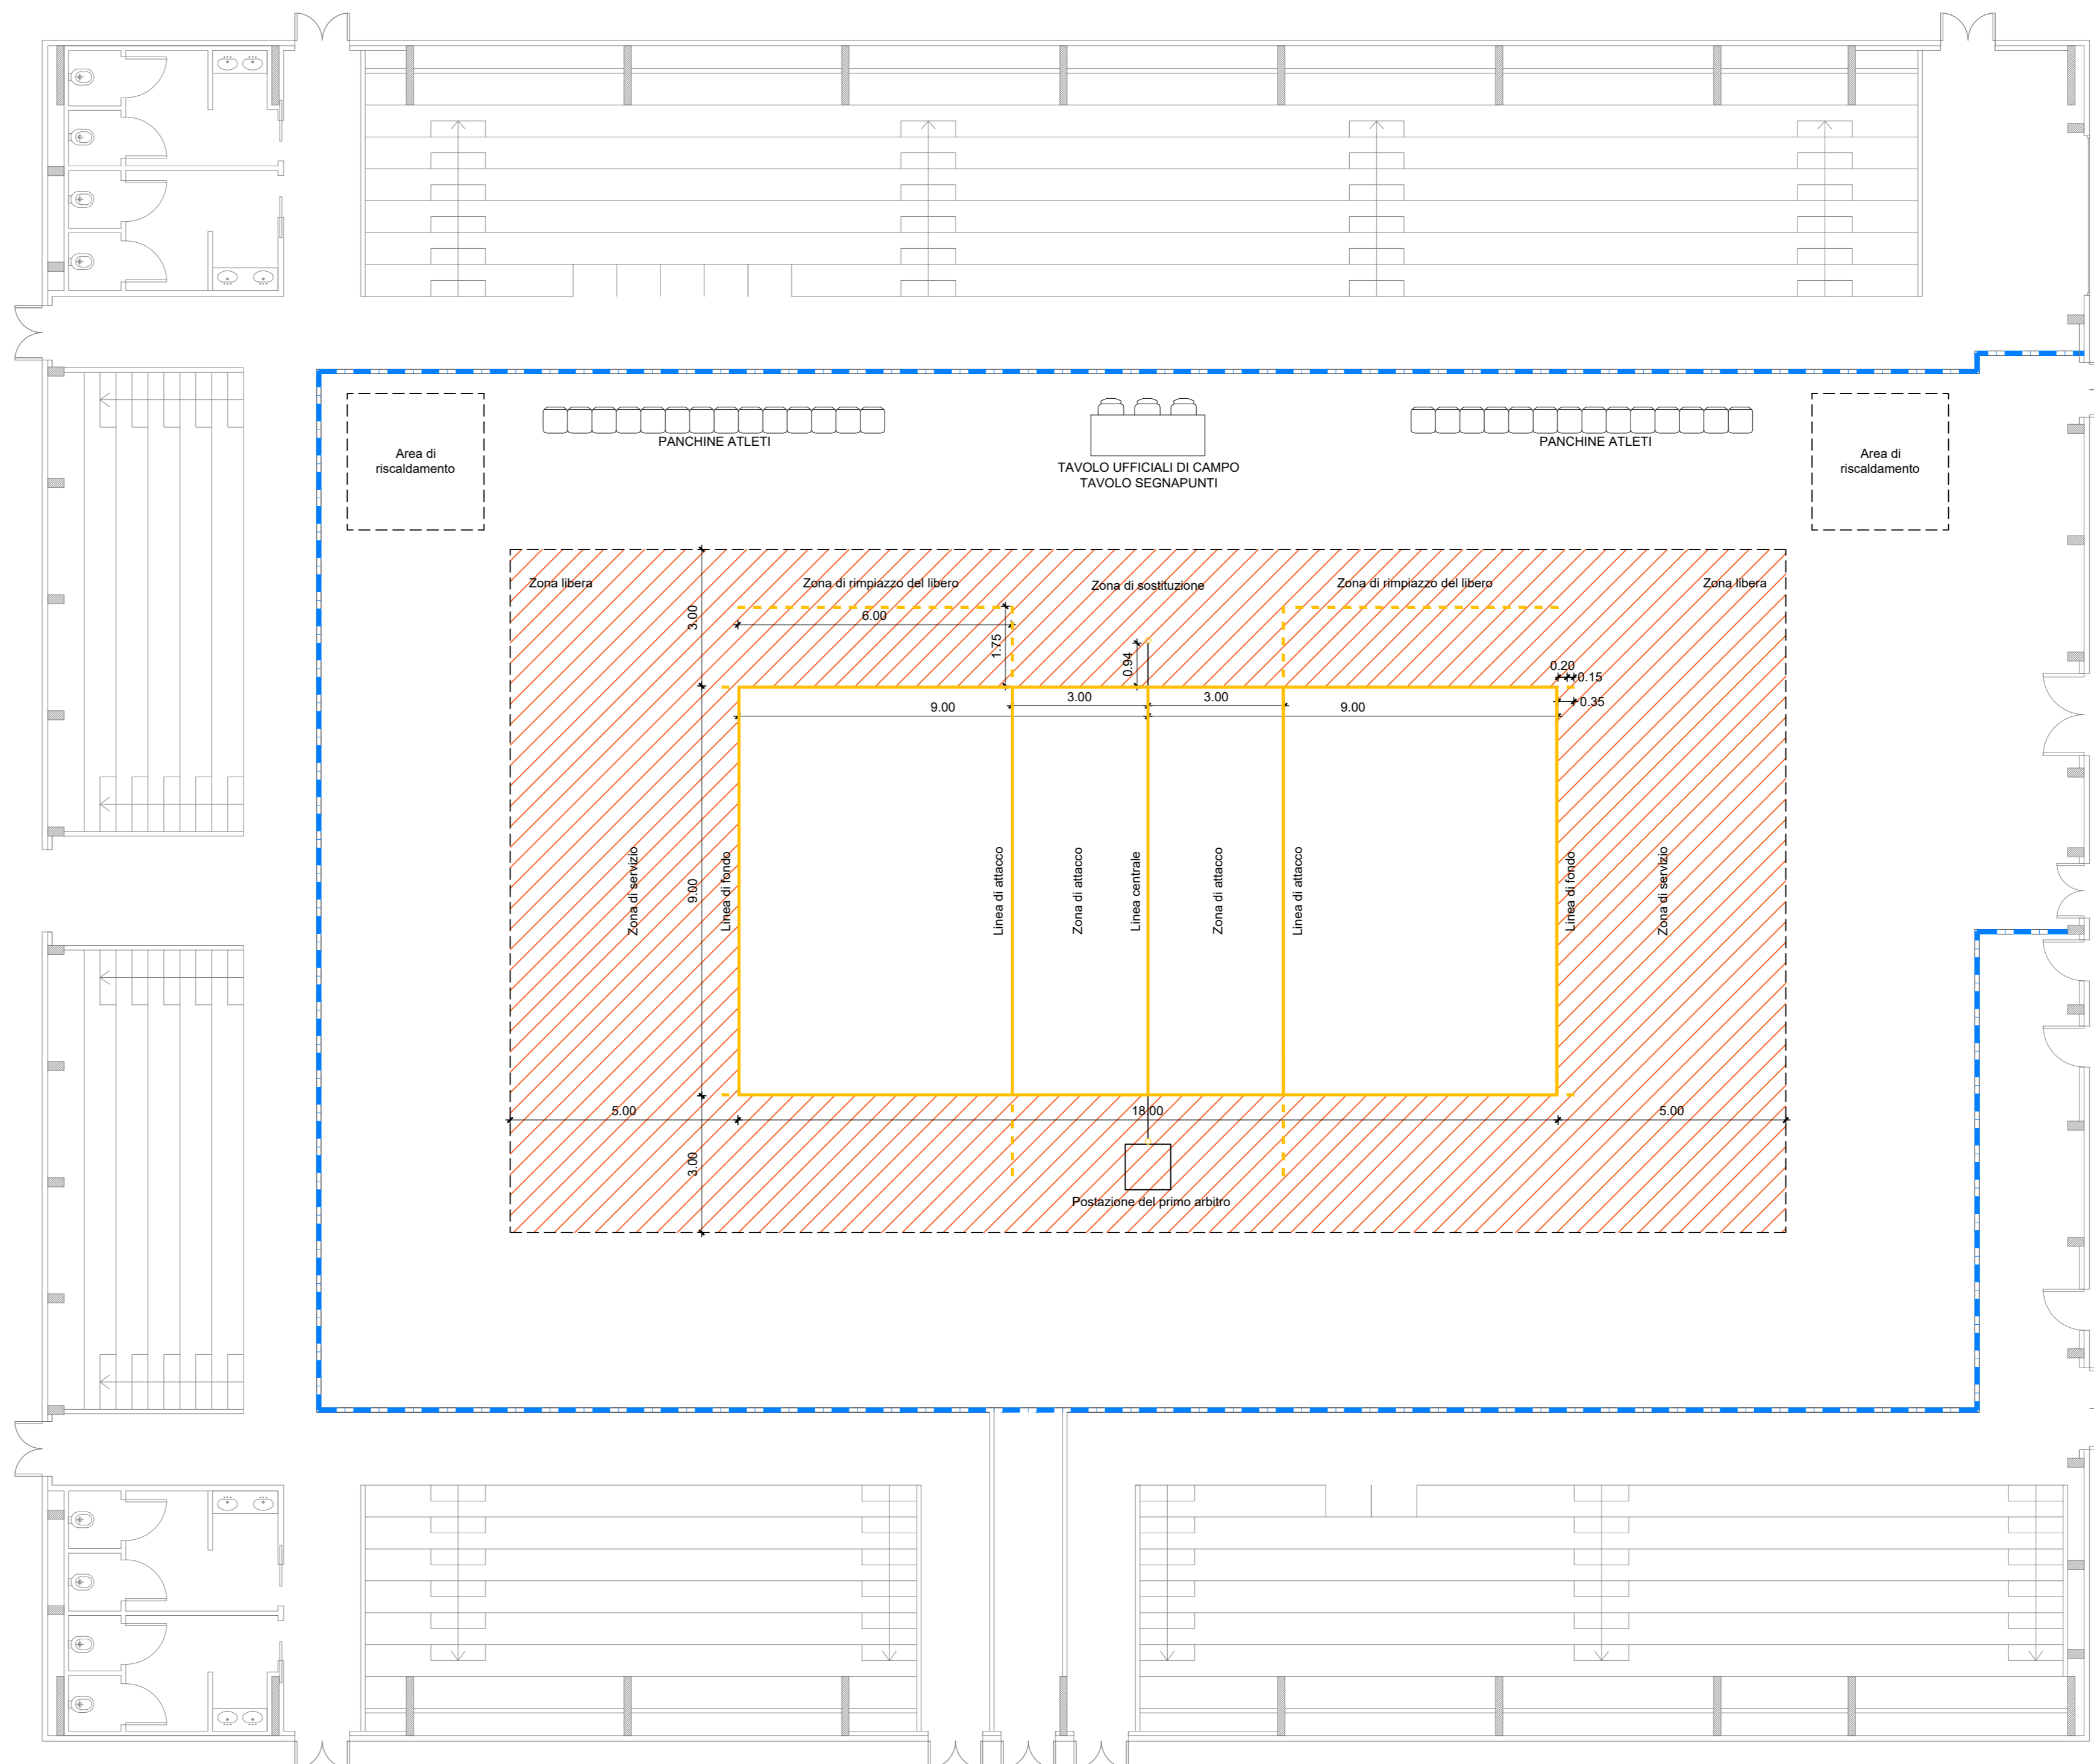 PANCHINE ATLETI
PANCHINE ATLETI
Area di
riscaldamento
Area di
riscaldamento
TAVOLO UFFICIALI DI CAMPO
TAVOLO SEGNAPUNTI
Zona libera
Zona di rimpiazzo del libero
Zona di sostituzione
Zona di rimpiazzo del libero
Zona libera
3.00
6.00
1.75
0.94
0.20
0.15
0.35
3.00
3.00
9.00
9.00
Zona di servizio
9.00
Linea di fondo
Linea di attacco
Zona di attacco
Linea centrale
Zona di attacco
Linea di attacco
Linea di fondo
Zona di servizio
5.00
18.00
5.00
3.00
Postazione del primo arbitro